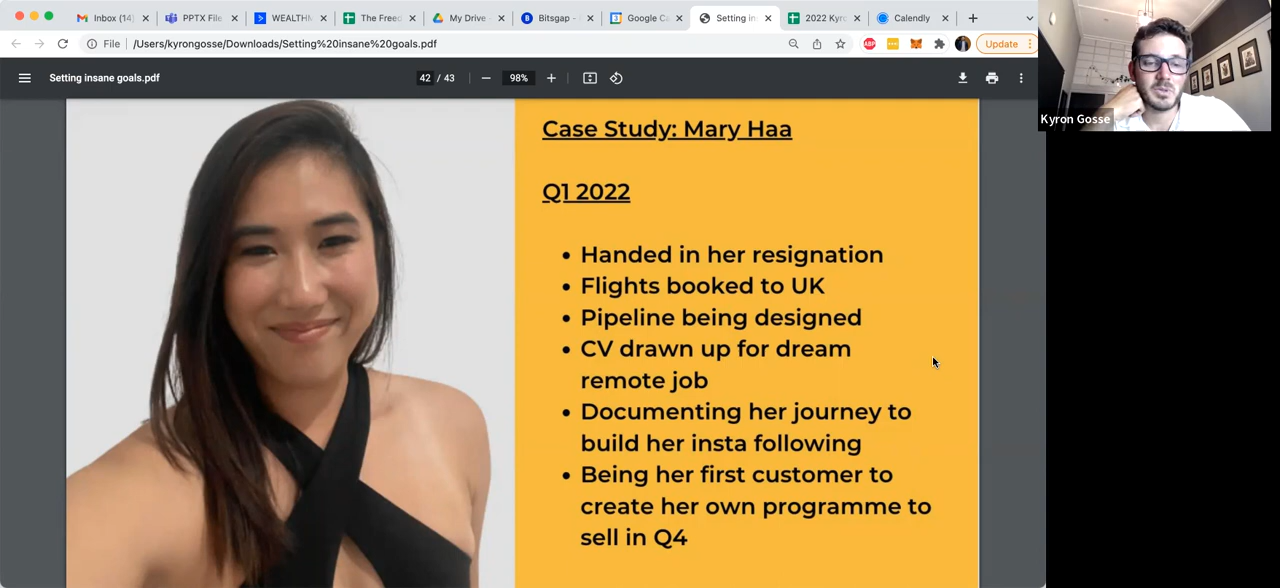 Inbox (14)
PPTX File
WEALTHM
The Freed
My Drive -
Bitsgap -
Google Ca
Setting in
2022 Kyro
Calendly
File /Users/kyrongosse/Downloads/Setting%20insane%20goals.pdf
ABP
Update
Kyron Gosse
Setting insane goals.pdf
42 / 43
98%
Case Study: Mary Haa
Q1 2022
• Handed in her resignation
• Flights booked to UK
• Pipeline being designed
• CV drawn up for dream
remote job
• Documenting her journey to
build her insta following
• Being her first customer to
create her own programme to
sell in Q4